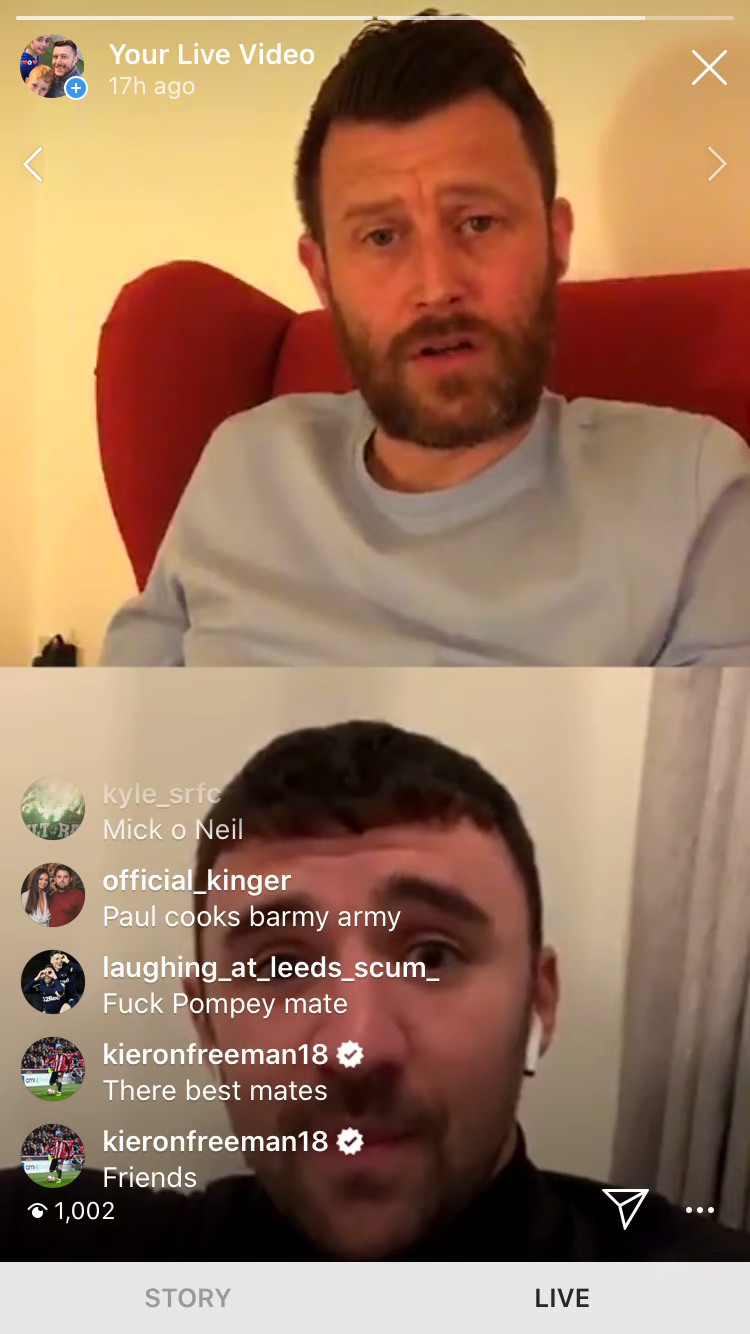 Your Live Video
17h ago
kyle_srfc
Mick o Neil
official_kinger
Paul cooks barmy army
laughing_at_leeds_scum_
Fuck Pompey mate
kieronfreeman18
There best mates
kieronfreeman18
Friends
1,002
STORY
LIVE